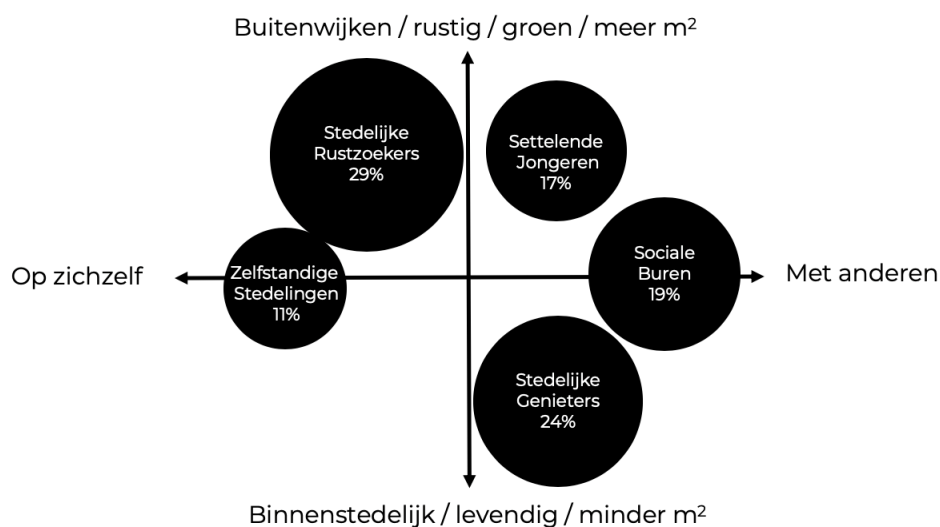 Buitenwijken / rustig / groen / meer m²
Stedelijke
Rustzoekers
29%
Settelende
Jongeren
17%
Op zichzelf
Zelfstandige
Stedelingen
11%
Sociale
Buren
19%
Met anderen
Stedelijke
Genieters
24%
Binnenstedelijk / levendig / minder m²